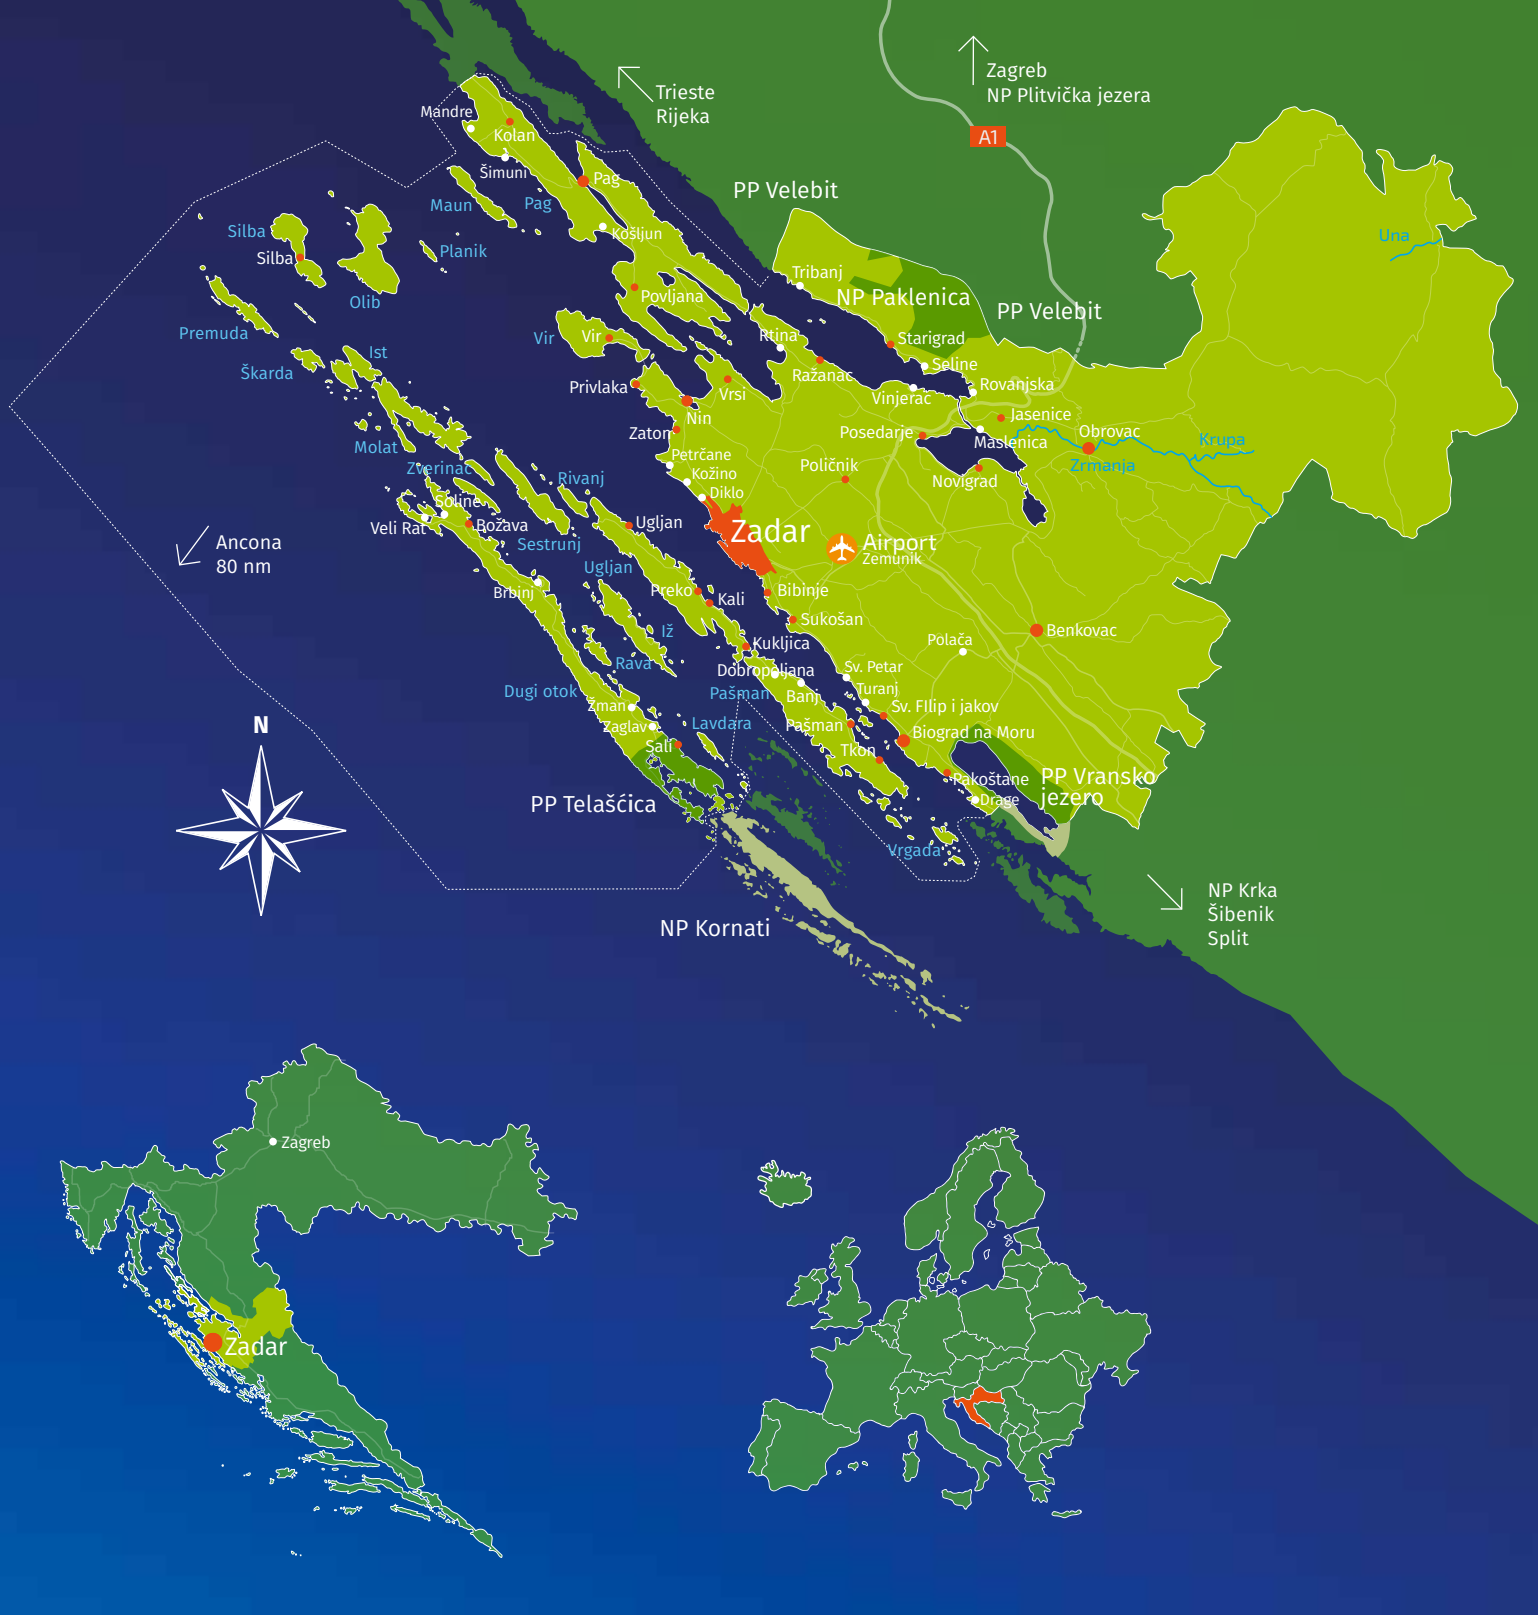 Zagreb
NP Plitvička jezera
Trieste
Rijeka
A1
Mandre
Kolan
Šimuni
Pag
PP Velebit
Maun
Pag
Košljun
Silba
Silba
Planik
Una
Olib
Tribanj
NP Paklenica
PP Velebit
Povljana
Premuda
Vir
Vir
Rtina
Starigrad
Ist
Škarda
Seline
Ražanac
Privlaka
Vrsi
Vinjerac
Rovanjska
Nin
Jasenice
Zaton
Posedarje
Maslenica
Obrovac
Krupa
Molat
Petrčane
Zverinac
Kožino
Poličnik
Zrmanja
Rivanj
Novigrad
Diklo
Soline
Veli Rat
Božava
Ugljan
Zadar
Sestrunj
Airport
Zemunik
Ancona
80 nm
Ugljan
Brbinj
Preko
Kali
Bibinje
Sukošan
Iž
Benkovac
Kukljica
Polača
Rava
Dobropoljana
Sv. Petar
Dugi otok
Pašman
Banj
Turanj
Žman
Sv. FIlip i jakov
Zaglav
Lavdara
Pašman
Biograd na Moru
N
Sali
Tkon
Pakoštane
PP Vransko
jezero
PP Telašćica
Drage
Vrgada
NP Krka
Šibenik
Split
NP Kornati
Zagreb
Zadar